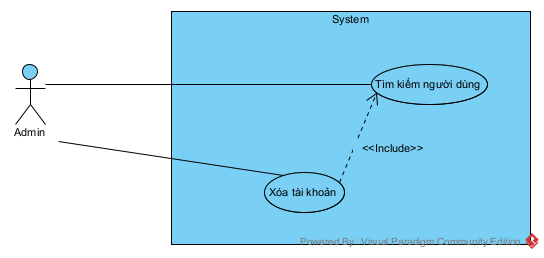 System
Tìm kiếm người dùng
Admin
<<Include>>
Xóa tài khoản
Powered By Visual Paradigm Community Edition